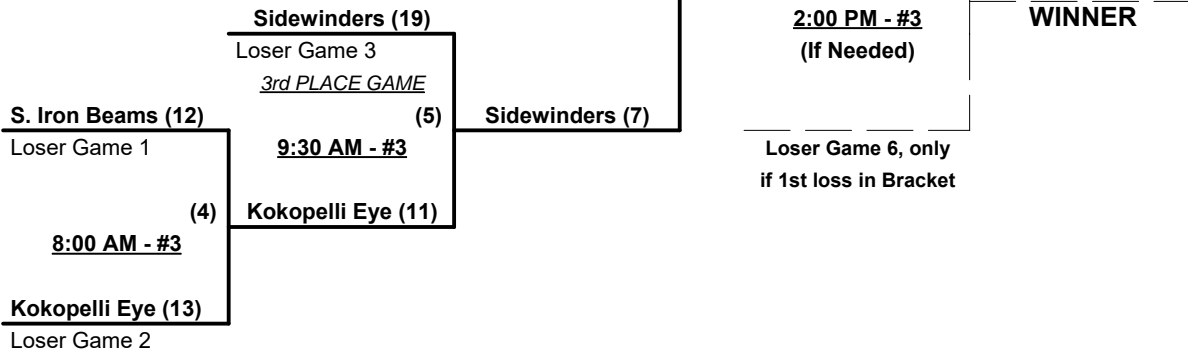 Sidewinders (19)
2:00 PM - #3
WINNER
Loser Game 3
(If Needed)
3rd PLACE GAME
S. Iron Beams (12)
(5)
Sidewinders (7)
Loser Game 1
9:30 AM - #3
Loser Game 6, only
if 1st loss in Bracket
(4)
Kokopelli Eye (11)
8:00 AM - #3
Kokopelli Eye (13)
Loser Game 2